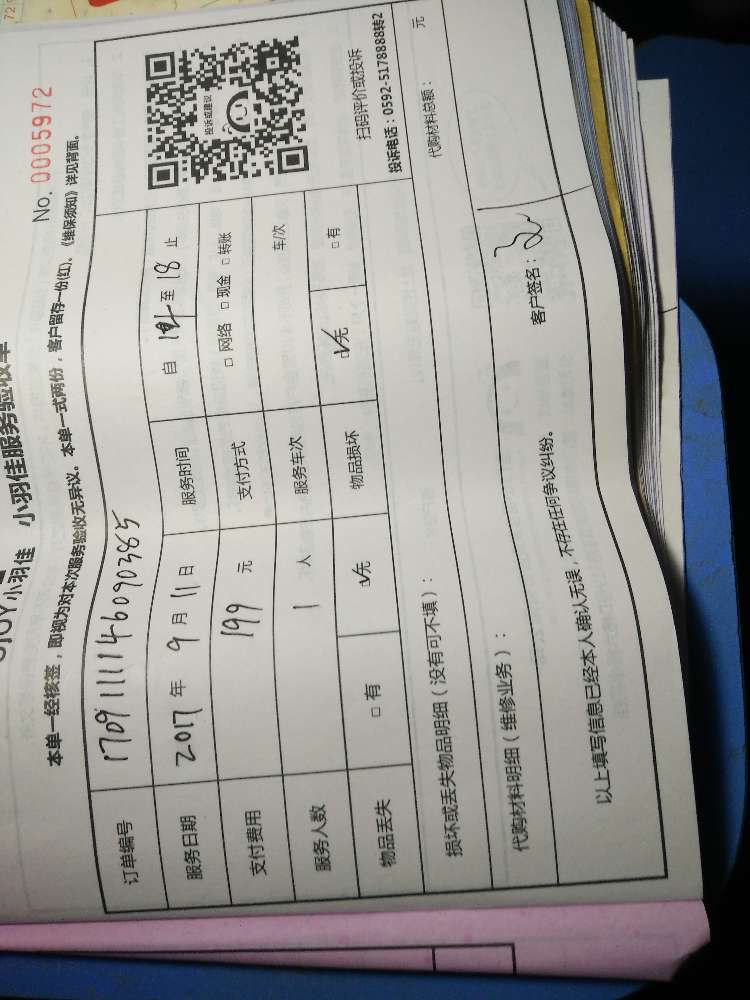 小羽佳 小羽佳服务验收单
No. 0005972
本单一经核签，即视为对本次服务验收无异议。本单一式两份，客户留存一份(红)。《维保须知》详见背面。
订单编号 17091111146090385
服务日期 2017 年 9 月 11 日 服务时间 自 至 18 止
支付费用 199 元 支付方式 □ 网络 □ 现金 □ 转账
服务人数 1 人 服务车次 车/次
物品丢失 □ 有 ☑无 物品损坏 ☑无 □ 有
投诉或建议
扫码评价或投诉
投诉电话：0592-5178888转2
损坏或丢失物品明细（没有可不填）：
代购材料明细（维修业务）： 代购材料总额： 元
以上填写信息已经本人确认无误，不存在任何争议纠纷。
客户签名：